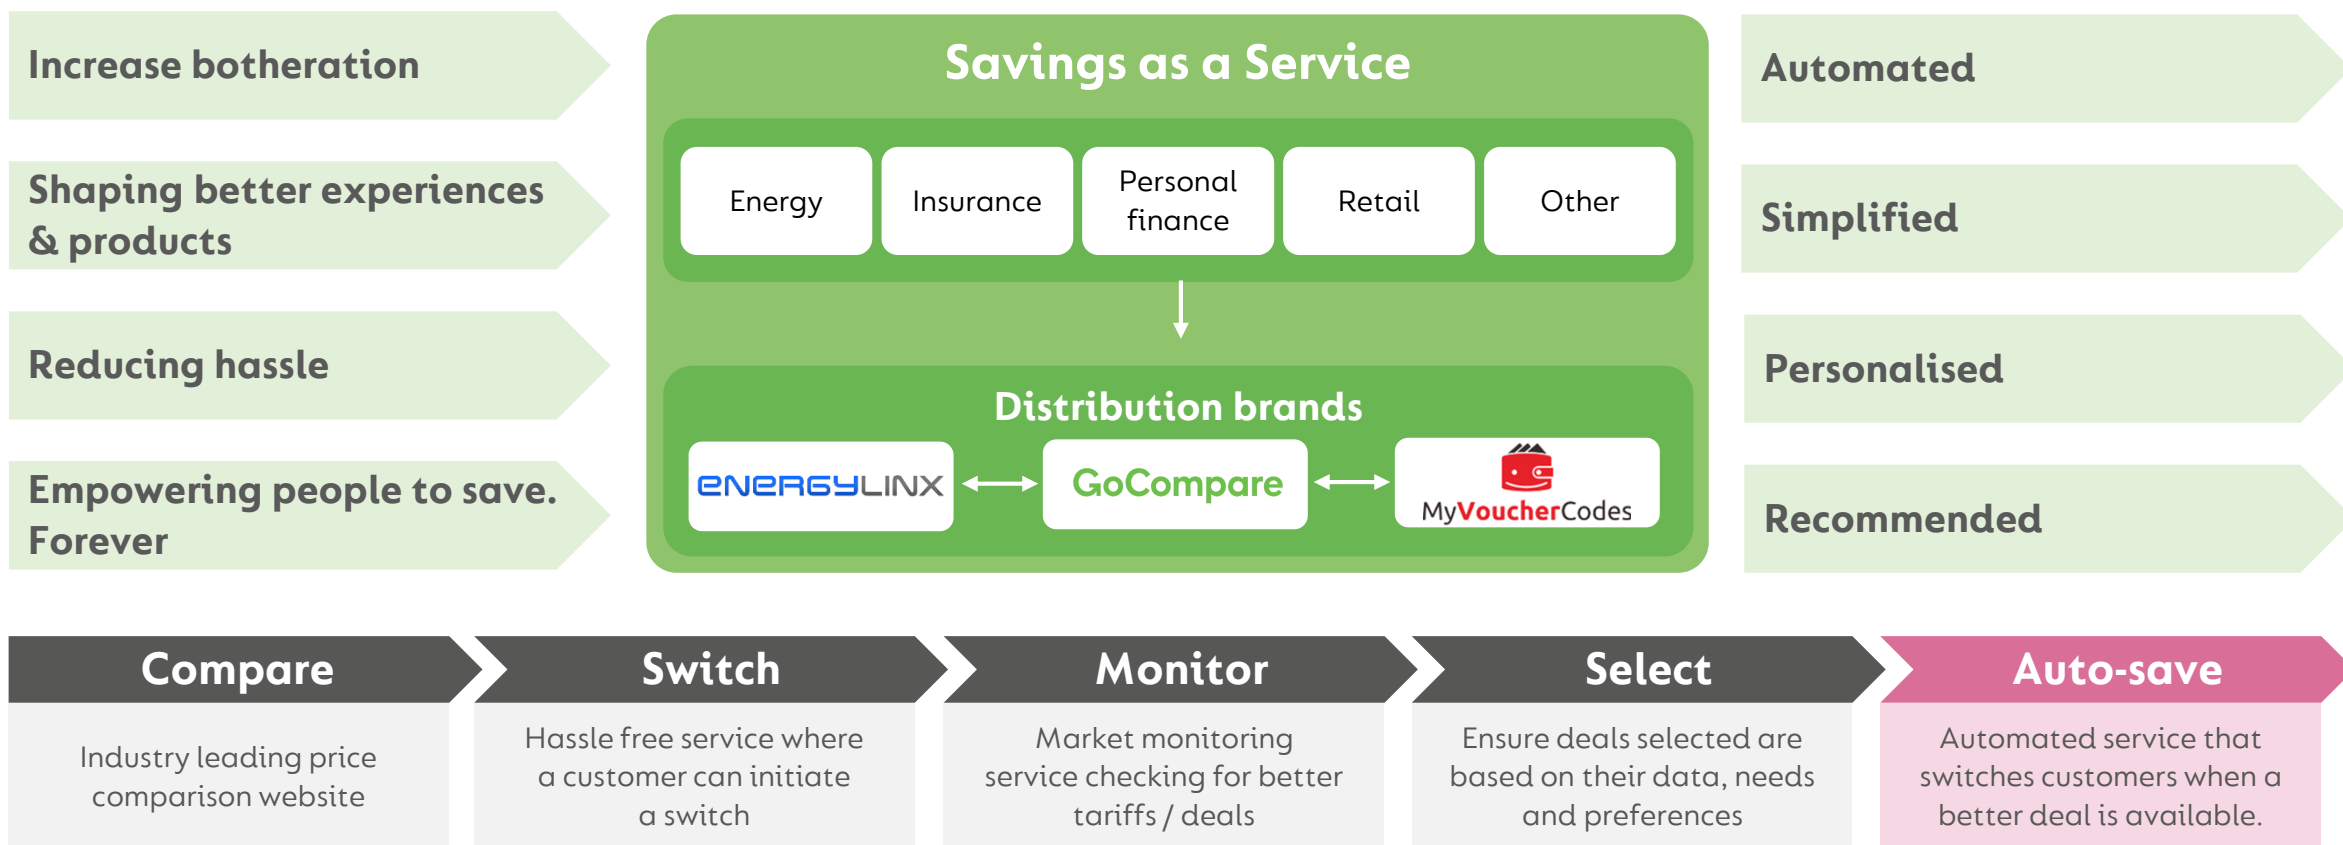 Increase botheration
Shaping better experiences
& products
Reducing hassle
Empowering people to save.
Forever
Savings as a Service
Energy
Insurance
Personal
finance
Retail
Other
Distribution brands
ENERGYLINX
GoCompare
MyVoucherCodes
Automated
Simplified
Personalised
Recommended
Compare
Industry leading price
comparison website
Switch
Hassle free service where
a customer can initiate
a switch
Monitor
Market monitoring
service checking for better
tariffs / deals
Select
Ensure deals selected are
based on their data, needs
and preferences
Auto-save
Automated service that
switches customers when a
better deal is available.